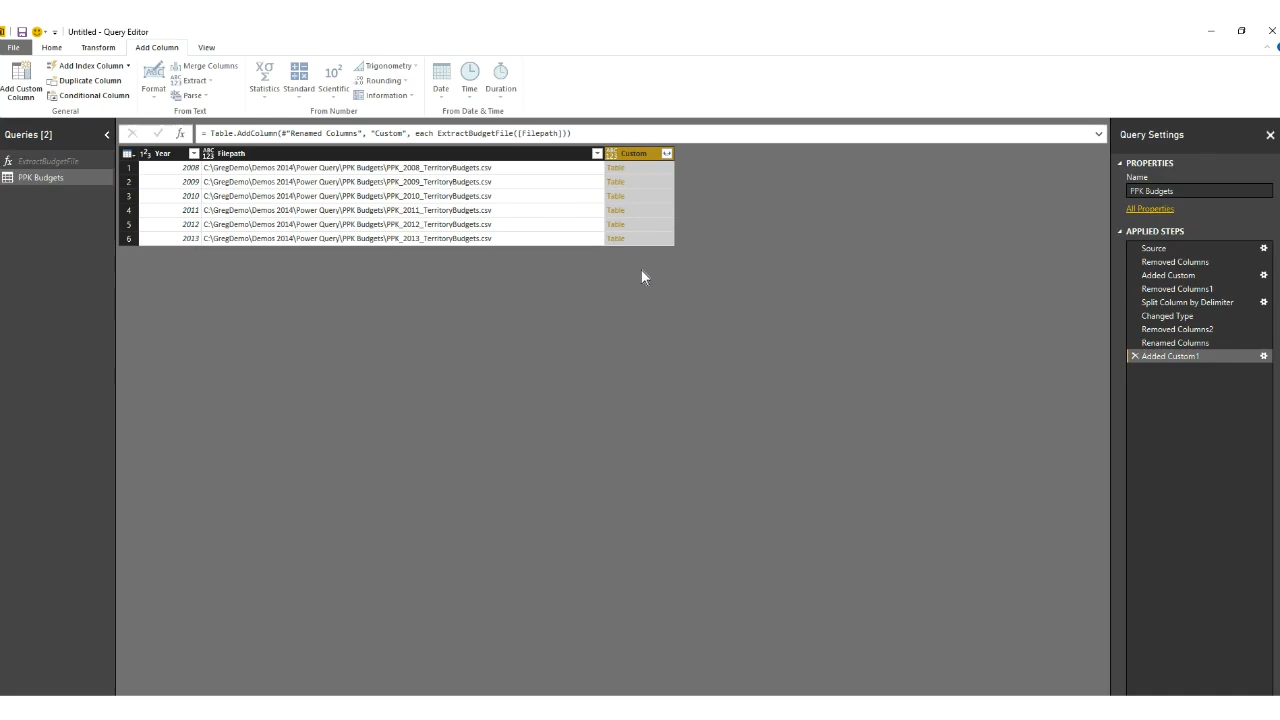 Untitled - Query Editor
File Home Transform Add Column View
Add Custom Column
Add Index Column
Duplicate Column
Conditional Column
General
Format
Merge Columns
Extract
Parse
From Text
Statistics
Standard
10²
Scientific
Trigonometry
Rounding
Information
From Number
Date
Time
Duration
From Date & Time
Queries [2]
ExtractBudgetFile
PPK Budgets
fx = Table.AddColumn(#"Renamed Columns", "Custom", each ExtractBudgetFile([Filepath]))
1²3 Year ABC 123 Filepath ABC 123 Custom
1 2008 C:\GregDemo\Demos 2014\Power Query\PPK Budgets\PPK_2008_TerritoryBudgets.csv Table
2 2009 C:\GregDemo\Demos 2014\Power Query\PPK Budgets\PPK_2009_TerritoryBudgets.csv Table
3 2010 C:\GregDemo\Demos 2014\Power Query\PPK Budgets\PPK_2010_TerritoryBudgets.csv Table
4 2011 C:\GregDemo\Demos 2014\Power Query\PPK Budgets\PPK_2011_TerritoryBudgets.csv Table
5 2012 C:\GregDemo\Demos 2014\Power Query\PPK Budgets\PPK_2012_TerritoryBudgets.csv Table
6 2013 C:\GregDemo\Demos 2014\Power Query\PPK Budgets\PPK_2013_TerritoryBudgets.csv Table
Query Settings
PROPERTIES
Name
PPK Budgets
All Properties
APPLIED STEPS
Source
Removed Columns
Added Custom
Removed Columns1
Split Column by Delimiter
Changed Type
Removed Columns2
Renamed Columns
Added Custom1